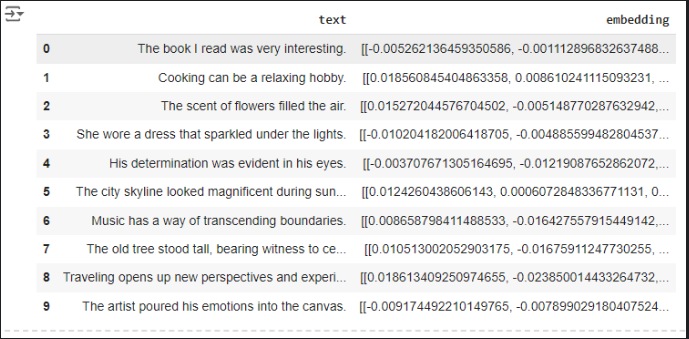 text embedding
0 The book I read was very interesting. [[-0.005262136459350586, -0.001112896832637488...
1 Cooking can be a relaxing hobby. [[0.018560845404863358, 0.008610241115093231, ...
2 The scent of flowers filled the air. [[0.015272044576704502, -0.005148770287632942,...
3 She wore a dress that sparkled under the lights. [[-0.010204182006418705, -0.004885599482804537...
4 His determination was evident in his eyes. [[-0.003707671305164695, -0.01219087652862072,...
5 The city skyline looked magnificent during sun... [[0.0124260438606143, 0.0006072848336771131, 0...
6 Music has a way of transcending boundaries. [[0.008658798411488533, -0.016427557915449142,...
7 The old tree stood tall, bearing witness to ce... [[0.010513002052903175, -0.01675911247730255, ...
8 Traveling opens up new perspectives and experi... [[0.018613409250974655, -0.023850014433264732,...
9 The artist poured his emotions into the canvas. [[-0.009174492210149765, -0.007899029180407524...